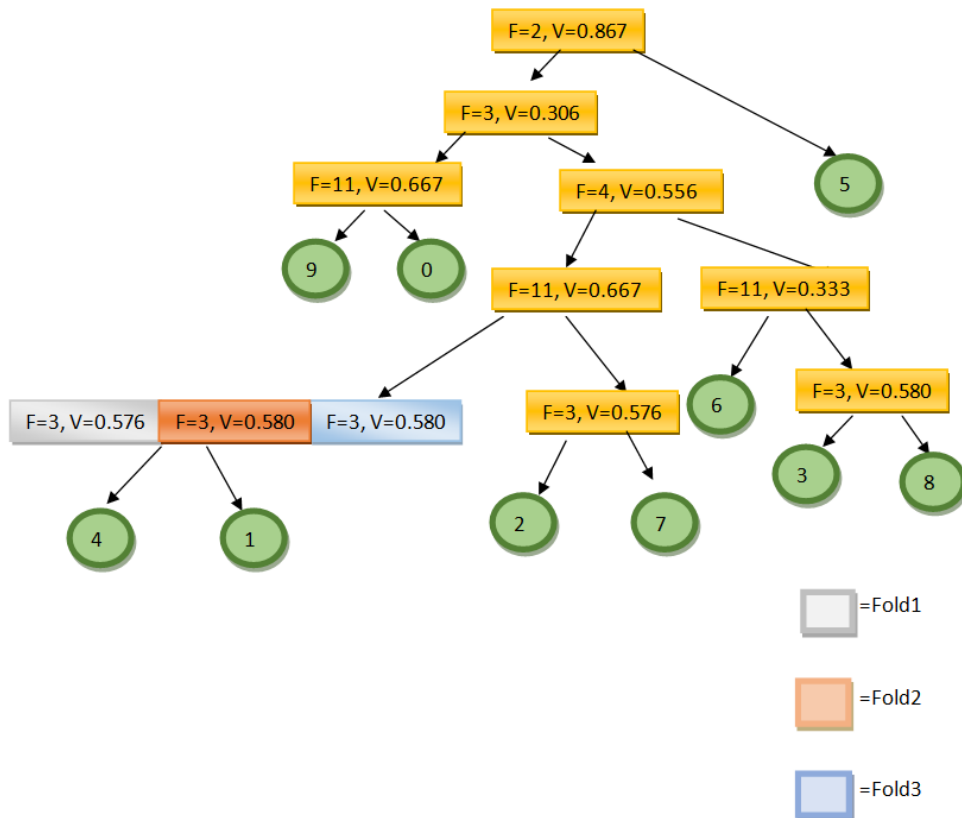 F=2, V=0.867
F=3, V=0.306
F=11, V=0.667
F=4, V=0.556
5
9
0
F=11, V=0.667
F=11, V=0.333
F=3, V=0.576
F=3, V=0.580
F=3, V=0.580
F=3, V=0.576
6
F=3, V=0.580
3
8
4
1
2
7
=Fold1
=Fold2
=Fold3